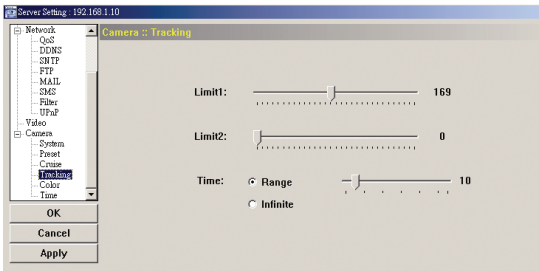 Server Setting : 192.168.1.10
Camera :: Tracking
Network
QoS
DDNS
SNTP
FTP
MAIL
SMS
Filter
UPnP
Video
Camera
System
Preset
Cruise
Tracking
Color
Time
OK
Cancel
Apply
Limit1: 169
Limit2: 0
Time: Range 10
Infinite